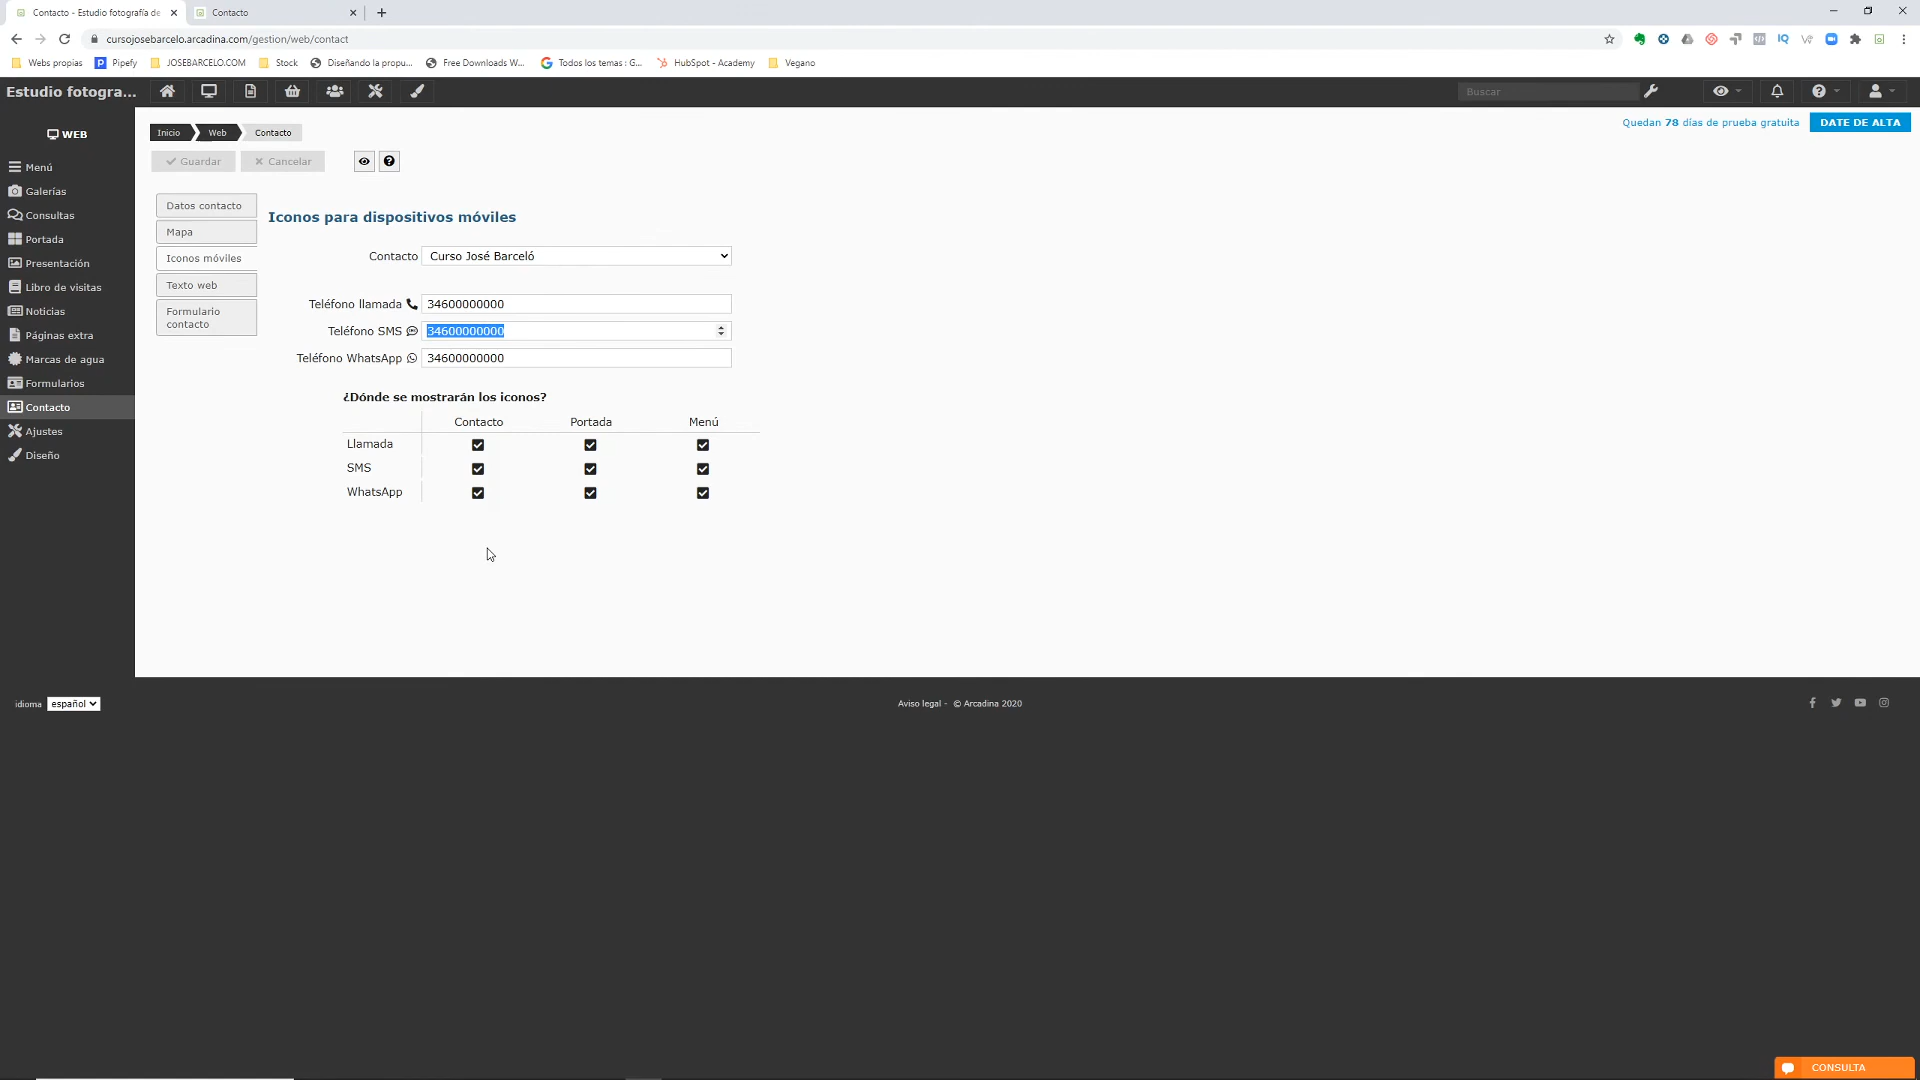 Contacto - Estudio fotografía de
Contacto
cursojosebarcelo.arcadina.com/gestion/web/contact
Webs propias
Pipefy
JOSEBARCELO.COM
Stock
Diseñando la propu...
Free Downloads W...
Todos los temas : G...
HubSpot - Academy
Vegano
Estudio fotogra...
Buscar
WEB
Inicio
Web
Contacto
Quedan 78 días de prueba gratuita
DATE DE ALTA
Guardar
Cancelar
Menú
Galerías
Consultas
Portada
Presentación
Libro de visitas
Noticias
Páginas extra
Marcas de agua
Formularios
Contacto
Ajustes
Diseño
Datos contacto
Mapa
Iconos móviles
Texto web
Formulario
contacto
Iconos para dispositivos móviles
Contacto Curso José Barceló
Teléfono llamada 34600000000
Teléfono SMS 34600000000
Teléfono WhatsApp 34600000000
¿Dónde se mostrarán los iconos?
Contacto Portada Menú
Llamada
SMS
WhatsApp
idioma español
Aviso legal - © Arcadina 2020
CONSULTA